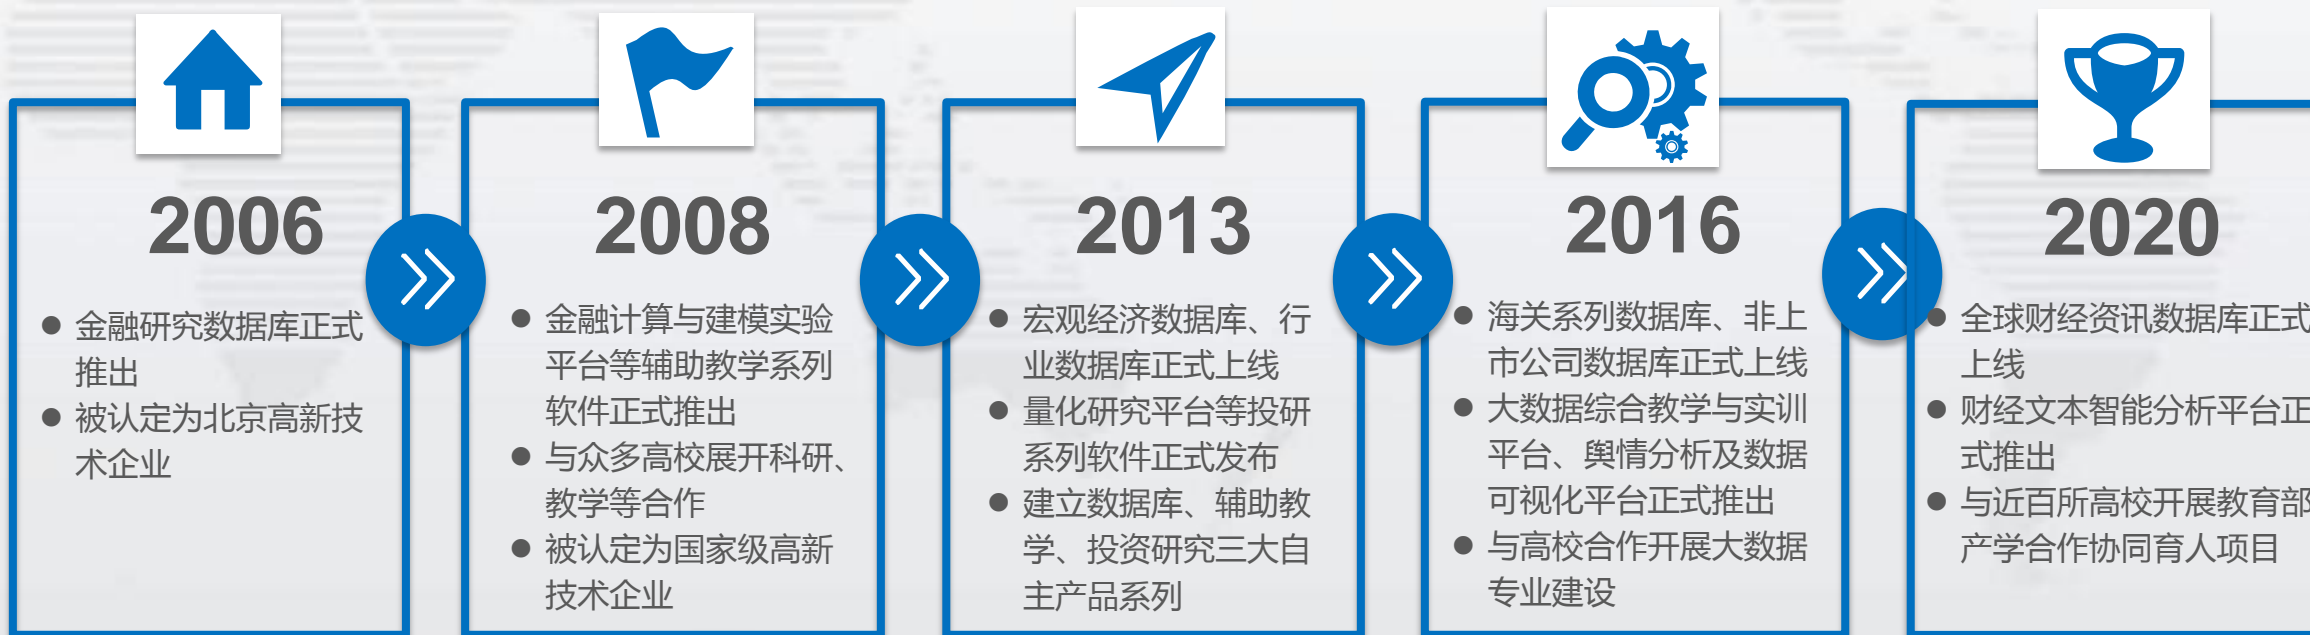 2006
● 金融研究数据库正式
推出
● 被认定为北京高新技
术企业
2008
● 金融计算与建模实验
平台等辅助教学系列
软件正式推出
● 与众多高校展开科研、
教学等合作
● 被认定为国家级高新
技术企业
2013
● 宏观经济数据库、行
业数据库正式上线
● 量化研究平台等投研
系列软件正式发布
● 建立数据库、辅助教
学、投资研究三大自
主产品系列
2016
● 海关系列数据库、非上
市公司数据库正式上线
● 大数据综合教学与实训
平台、舆情分析及数据
可视化平台正式推出
● 与高校合作开展大数据
专业建设
2020
● 全球财经资讯数据库正式
上线
● 财经文本智能分析平台正
式推出
● 与近百所高校开展教育部
产学合作协同育人项目